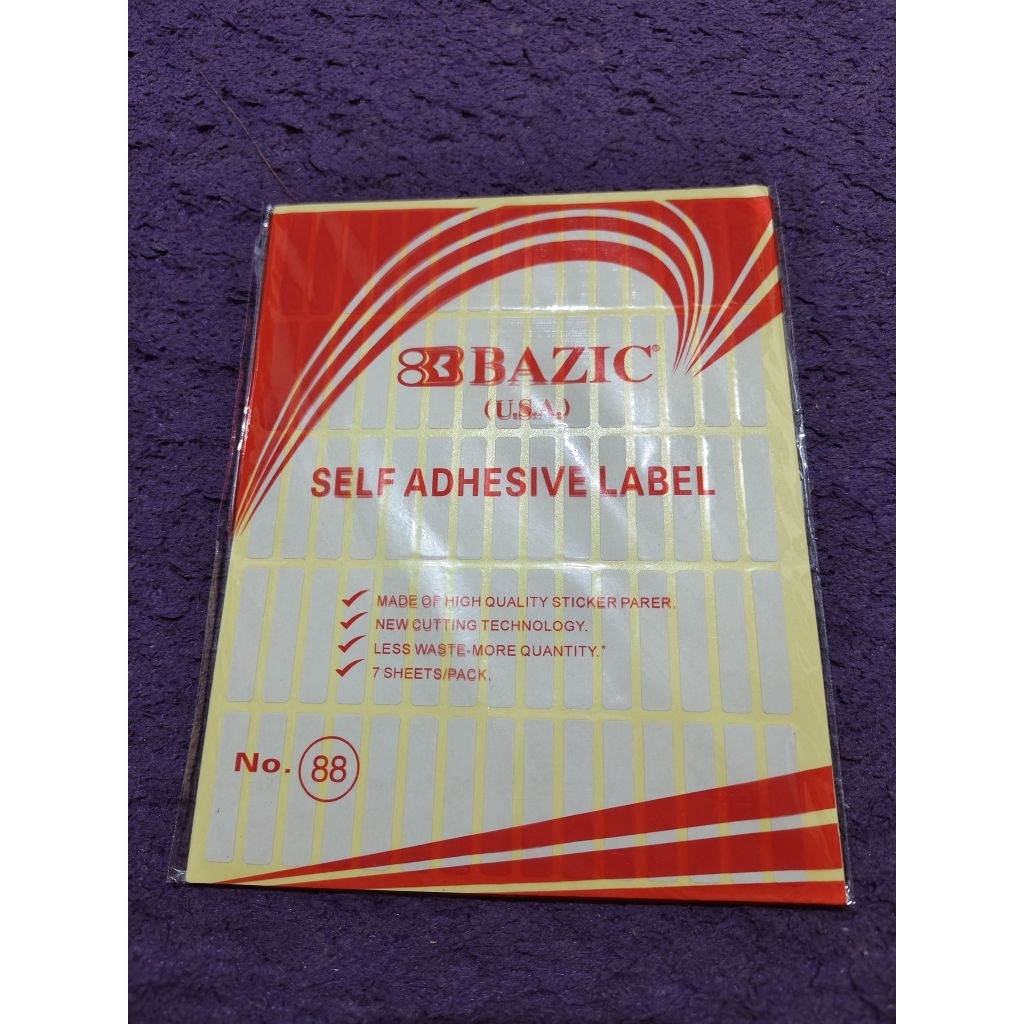 BAZIC®
(U.S.A.)
SELF ADHESIVE LABEL
MADE OF HIGH QUALITY STICKER PARER.
NEW CUTTING TECHNOLOGY.
LESS WASTE-MORE QUANTITY.*
7 SHEETS/PACK.
No. 88